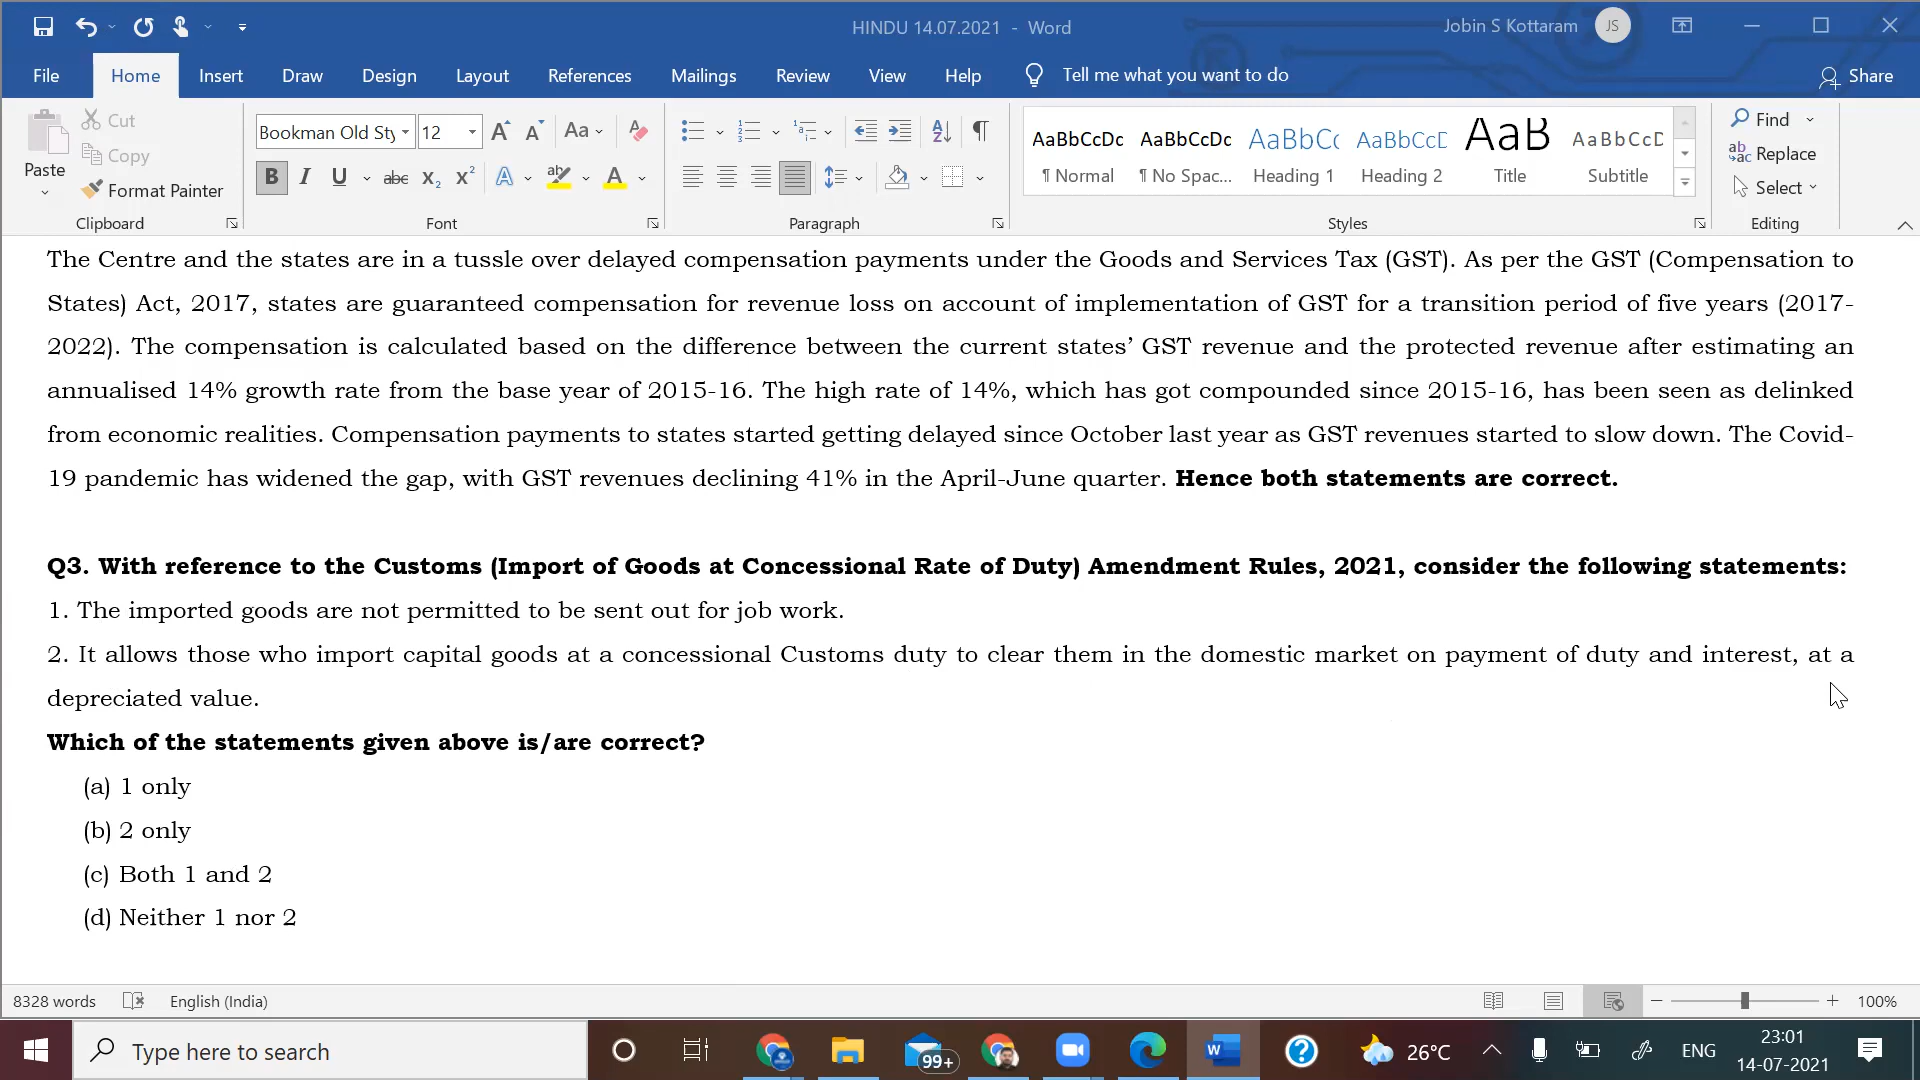 HINDU 14.07.2021 - Word
Jobin S Kottaram JS
File Home Insert Draw Design Layout References Mailings Review View Help Tell me what you want to do Share
Cut
Copy
Paste
Format Painter
Clipboard
Bookman Old Sty 12
Font
Paragraph
AaBbCcDc AaBbCcDc AaBbCc AaBbCcD AaB AaBbCcD
¶ Normal ¶ No Spac... Heading 1 Heading 2 Title Subtitle
Styles
Find
Replace
Select
Editing
The Centre and the states are in a tussle over delayed compensation payments under the Goods and Services Tax (GST). As per the GST (Compensation to
States) Act, 2017, states are guaranteed compensation for revenue loss on account of implementation of GST for a transition period of five years (2017-
2022). The compensation is calculated based on the difference between the current states’ GST revenue and the protected revenue after estimating an
annualised 14% growth rate from the base year of 2015-16. The high rate of 14%, which has got compounded since 2015-16, has been seen as delinked
from economic realities. Compensation payments to states started getting delayed since October last year as GST revenues started to slow down. The Covid-
19 pandemic has widened the gap, with GST revenues declining 41% in the April-June quarter. Hence both statements are correct.
Q3. With reference to the Customs (Import of Goods at Concessional Rate of Duty) Amendment Rules, 2021, consider the following statements:
1. The imported goods are not permitted to be sent out for job work.
2. It allows those who import capital goods at a concessional Customs duty to clear them in the domestic market on payment of duty and interest, at a
depreciated value.
Which of the statements given above is/are correct?
(a) 1 only
(b) 2 only
(c) Both 1 and 2
(d) Neither 1 nor 2
8328 words English (India) 100%
Type here to search 99+ 26°C ENG 23:01
14-07-2021